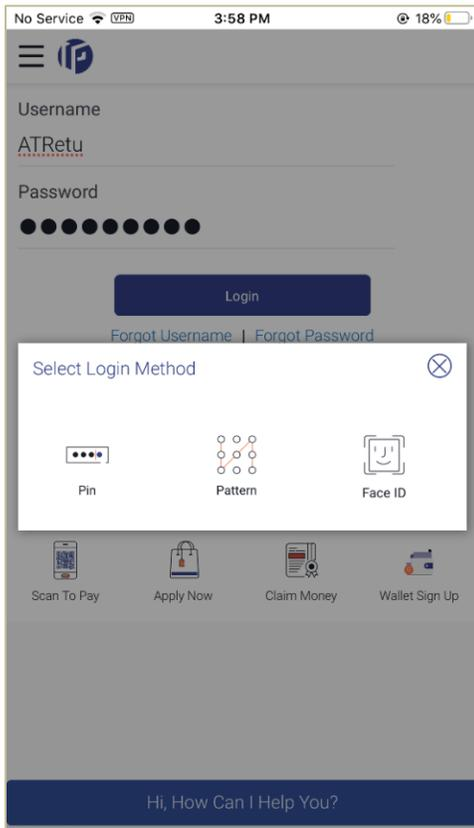 No Service VPN 3:58 PM 18%
Username
ATRetu
Password
Login
Forgot Username | Forgot Password
Select Login Method
Pin Pattern Face ID
Scan To Pay Apply Now Claim Money Wallet Sign Up
Hi, How Can I Help You?